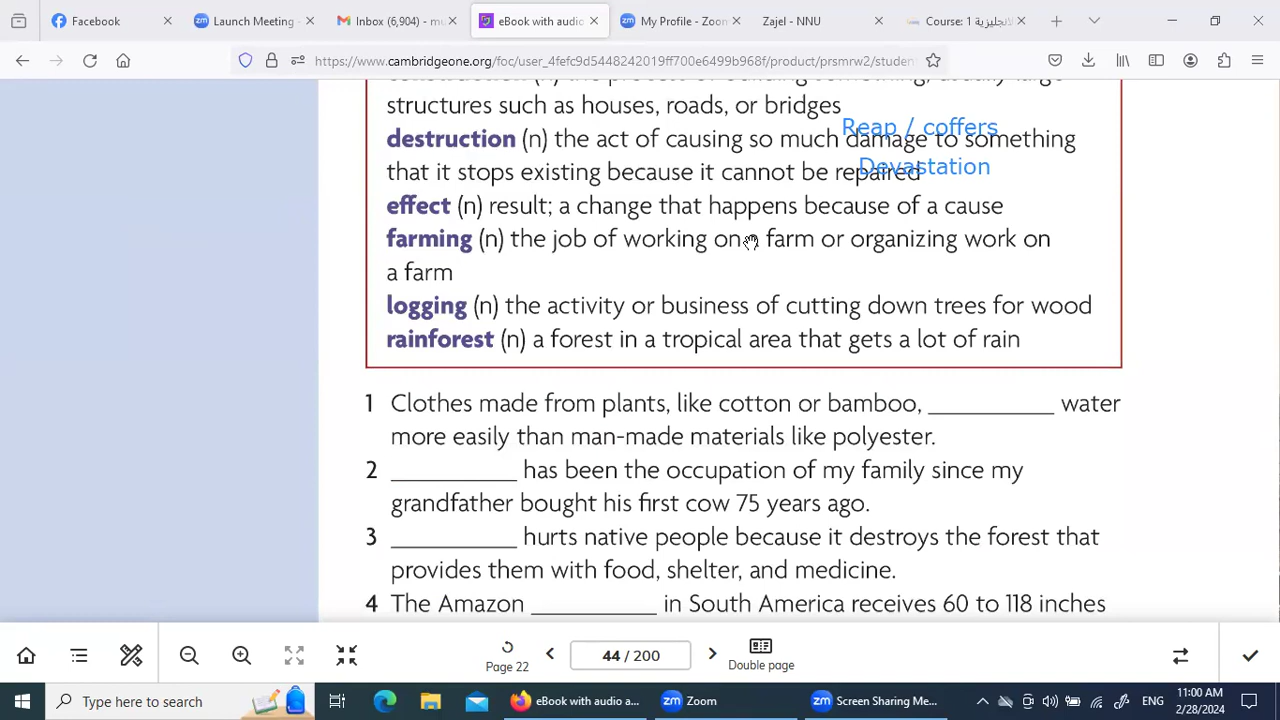 Facebook
Launch Meeting -
Inbox (6,904) - mu
eBook with audio
My Profile - Zoom
Zajel - NNU
Course: 1 الانجليزية
https://www.cambridgeone.org/foc/user_4fefc9d5448242019ff700e6499b968f/product/prsmrw2/studen
structures such as houses, roads, or bridges
Reap / coffers
destruction (n) the act of causing so much damage to something
Devastation
that it stops existing because it cannot be repaired
effect (n) result; a change that happens because of a cause
farming (n) the job of working on a farm or organizing work on
a farm
logging (n) the activity or business of cutting down trees for wood
rainforest (n) a forest in a tropical area that gets a lot of rain
1 Clothes made from plants, like cotton or bamboo, __________ water
more easily than man-made materials like polyester.
2 __________ has been the occupation of my family since my
grandfather bought his first cow 75 years ago.
3 __________ hurts native people because it destroys the forest that
provides them with food, shelter, and medicine.
4 The Amazon __________ in South America receives 60 to 118 inches
Page 22
44 / 200
Double page
Type here to search
eBook with audio a...
Zoom
Screen Sharing Me...
ENG
11:00 AM
2/28/2024